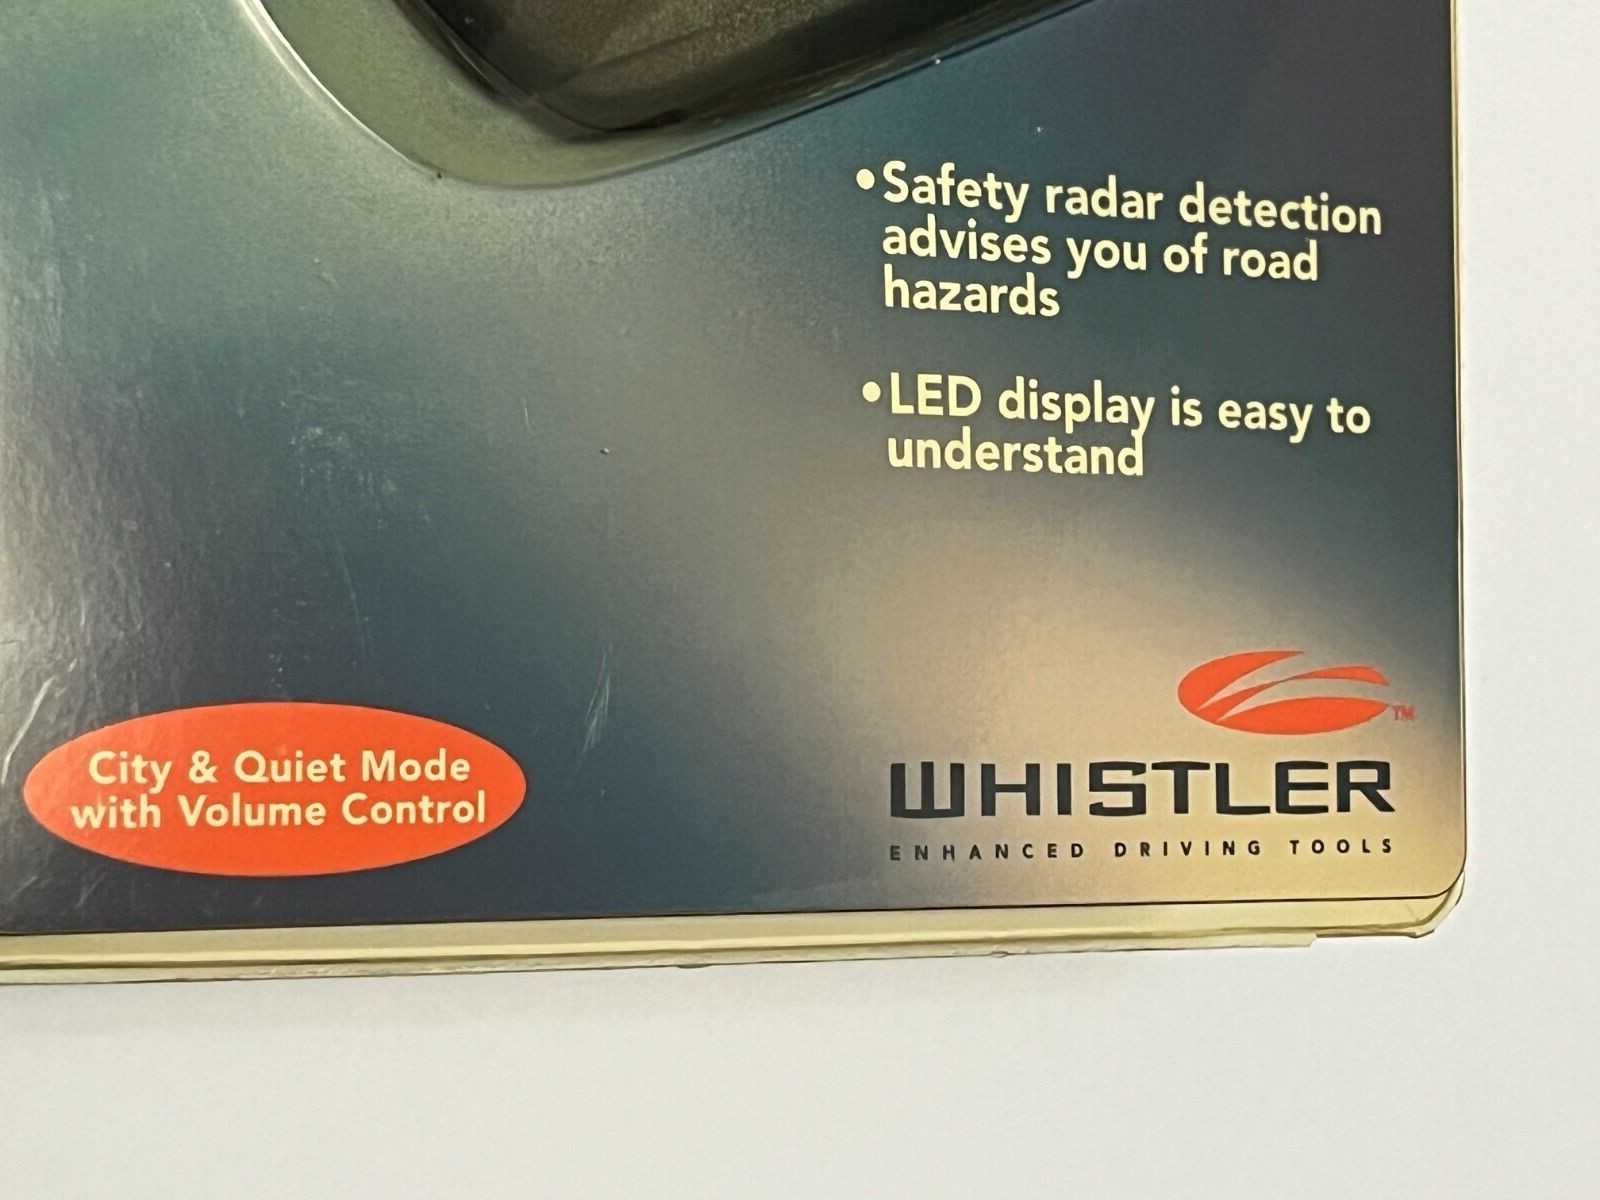 •Safety radar detection
advises you of road
hazards
•LED display is easy to
understand
City & Quiet Mode
with Volume Control
TM
WHISTLER
ENHANCED DRIVING TOOLS